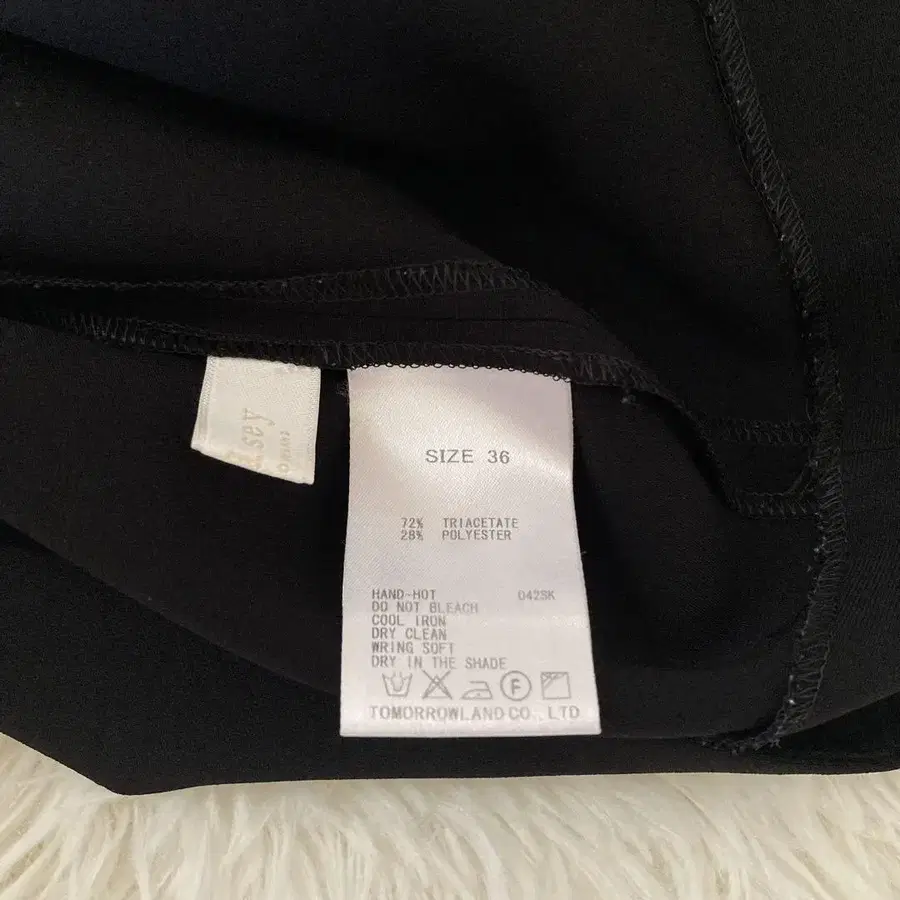 SIZE 36
72% TRIACETATE
28% POLYESTER
HAND-HOT 042SK
DO NOT BLEACH
COOL IRON
DRY CLEAN
WRING SOFT
DRY IN THE SHADE
F
TOMORROWLAND CO., LTD